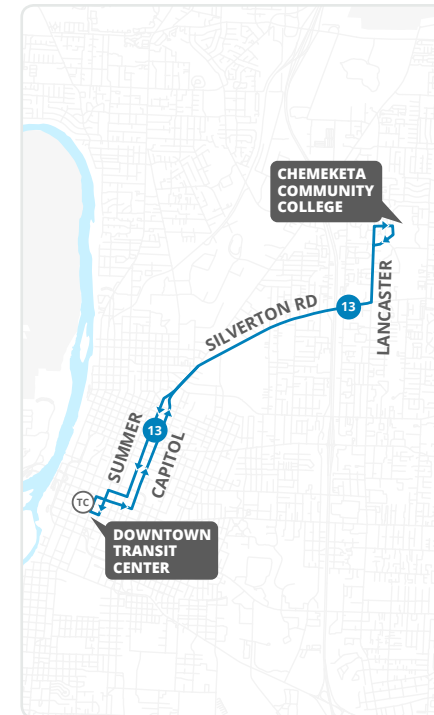 CHEMEKETA
COMMUNITY
COLLEGE
LANCASTER
13
SILVERTON RD
13
SUMMER
CAPITOL
TC
DOWNTOWN
TRANSIT
CENTER